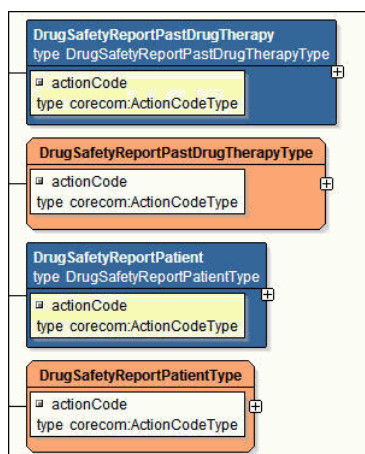 DrugSafetyReportPastDrugTherapy
type DrugSafetyReportPastDrugTherapyType
actionCode
type corecom:ActionCodeType
DrugSafetyReportPastDrugTherapyType
actionCode
type corecom:ActionCodeType
DrugSafetyReportPatient
type DrugSafetyReportPatientType
actionCode
type corecom:ActionCodeType
DrugSafetyReportPatientType
actionCode
type corecom:ActionCodeType